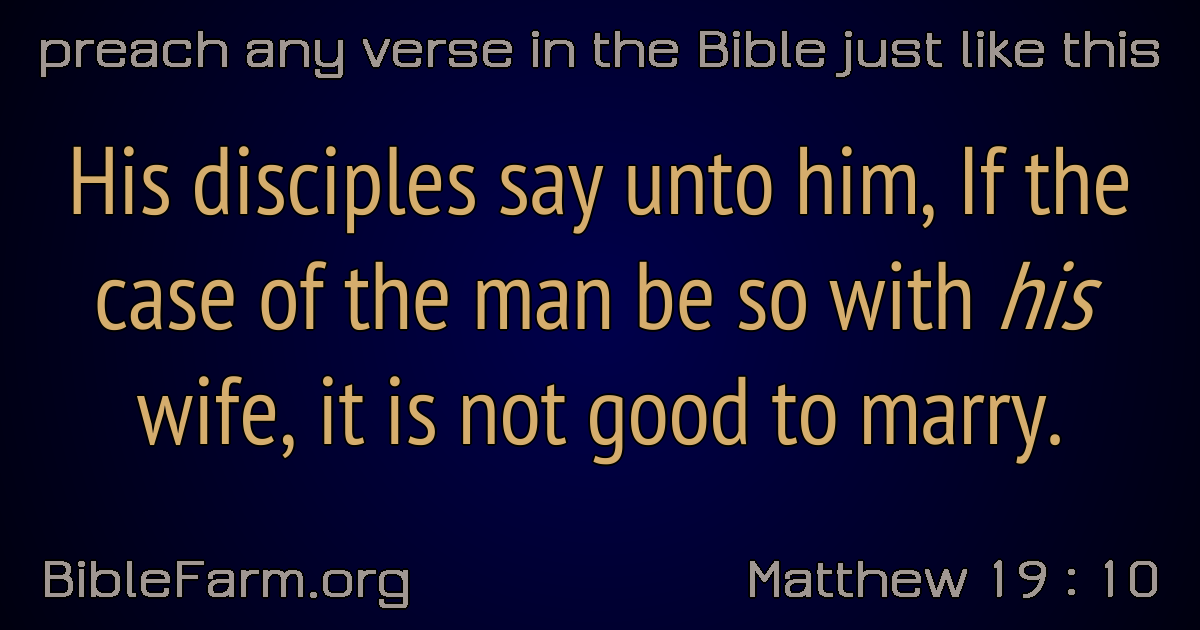 preach any verse in the Bible just like this
His disciples say unto him, If the
case of the man be so with his
wife, it is not good to marry.
BibleFarm.org
Matthew 19 : 10